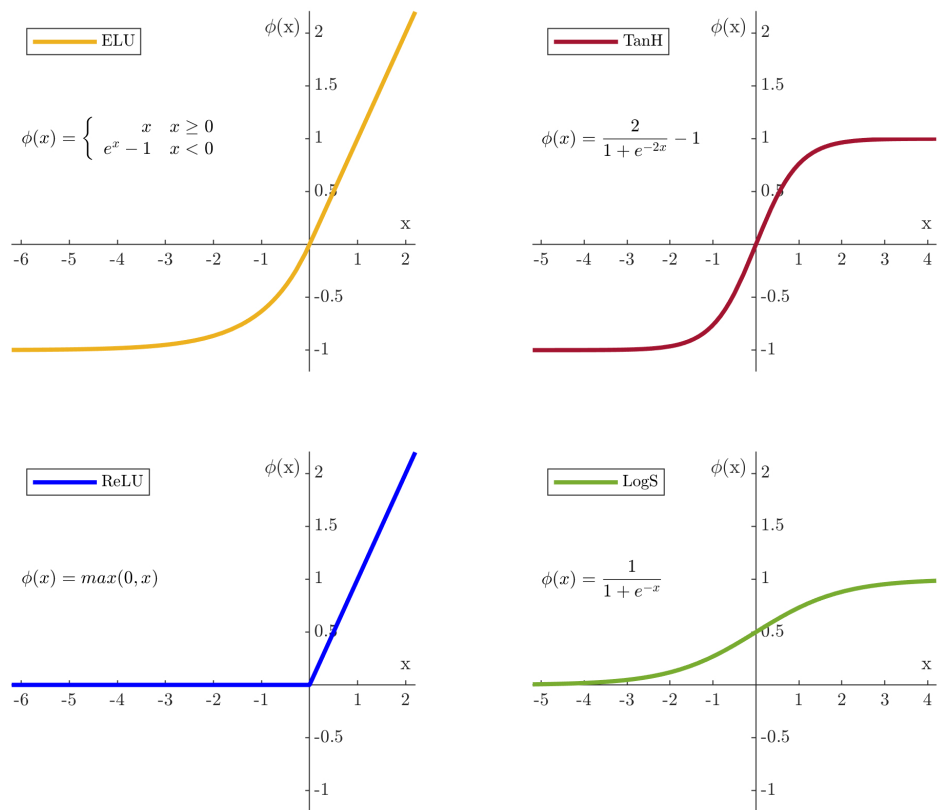 ELU
ϕ(x)
2
1.5
1
0.5
x
-6 -5 -4 -3 -2 -1 1 2
-0.5
-1
ϕ(x) = { x x ≥ 0
e^x − 1 x < 0
TanH
ϕ(x)
2
1.5
1
0.5
x
-5 -4 -3 -2 -1 1 2 3 4
-0.5
-1
ϕ(x) = 2 / (1 + e^{−2x}) − 1
ReLU
ϕ(x)
2
1.5
1
0.5
x
-6 -5 -4 -3 -2 -1 1 2
-0.5
-1
ϕ(x) = max(0, x)
LogS
ϕ(x)
2
1.5
1
0.5
x
-5 -4 -3 -2 -1 1 2 3 4
-0.5
-1
ϕ(x) = 1 / (1 + e^{−x})